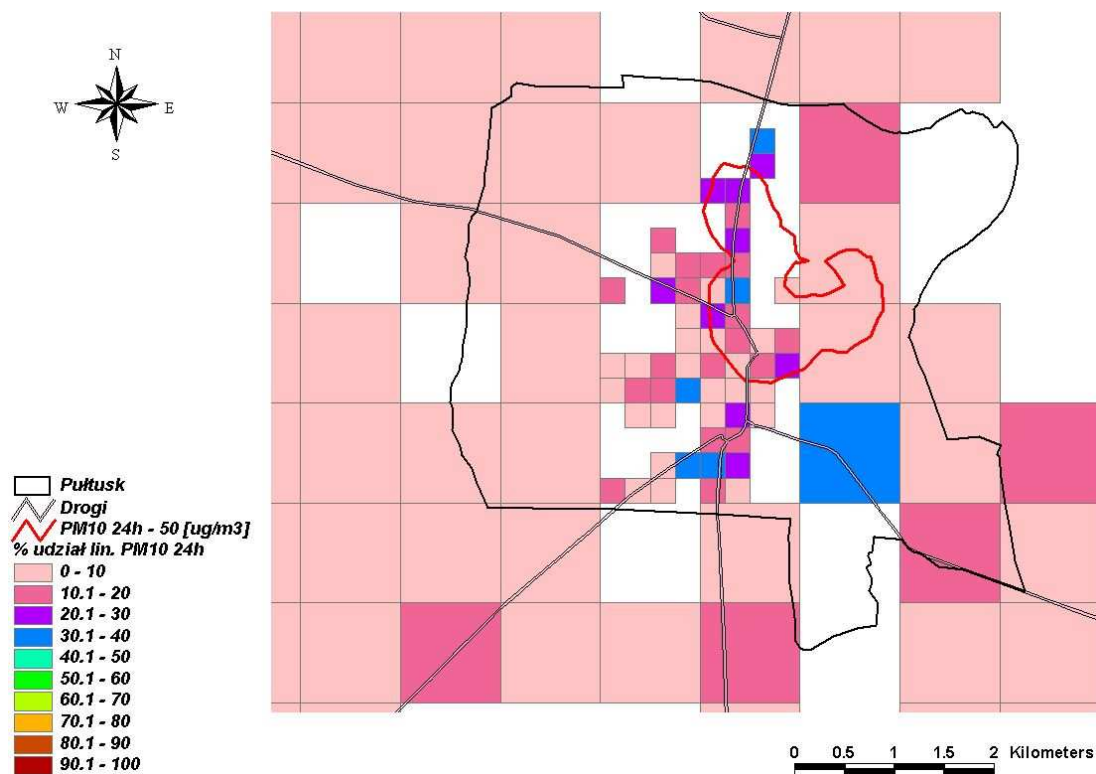 N
W E
S
Pułtusk
Drogi
PM10 24h - 50 [ug/m3]
% udział lin. PM10 24h
0 - 10
10.1 - 20
20.1 - 30
30.1 - 40
40.1 - 50
50.1 - 60
60.1 - 70
70.1 - 80
80.1 - 90
90.1 - 100
0 0.5 1 1.5 2 Kilometers